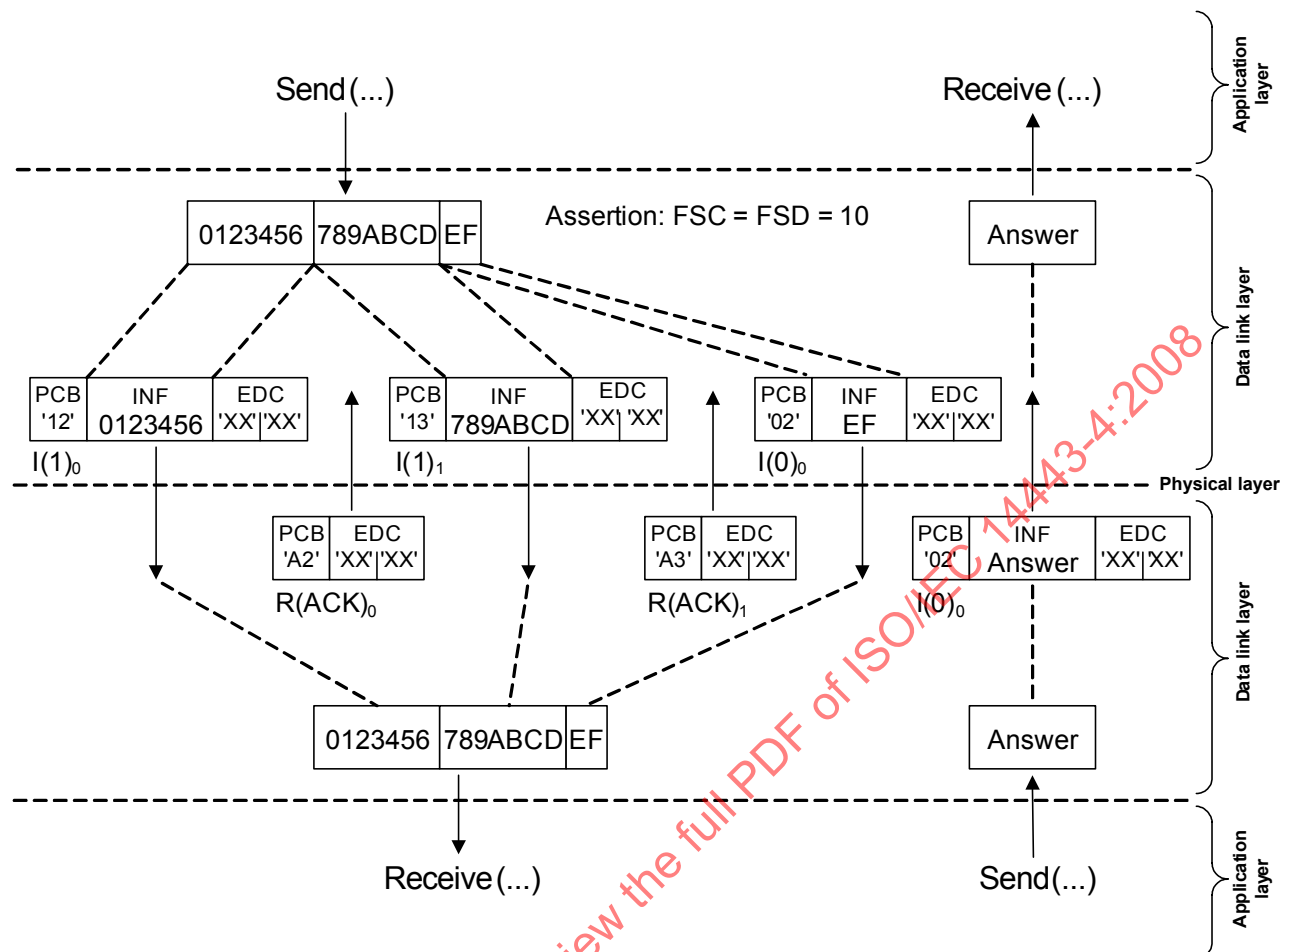 Send (...)
Receive (...)
Application
layer
0123456 789ABCD EF
Assertion: FSC = FSD = 10
Answer
Data link layer
PCB INF EDC
'12' 0123456 'XX' 'XX'
I(1)₀
PCB INF EDC
'13' 789ABCD 'XX' 'XX'
I(1)₁
PCB INF EDC
'02' EF 'XX' 'XX'
I(0)₀
Physical layer
PCB EDC
'A2' 'XX' 'XX'
R(ACK)₀
PCB EDC
'A3' 'XX' 'XX'
R(ACK)₁
PCB INF EDC
'02' Answer 'XX' 'XX'
I(0)₀
Data link layer
0123456 789ABCD EF
Answer
Receive (...)
Send(...)
Application
layer
view the full PDF of ISO/IEC 14443-4:2008